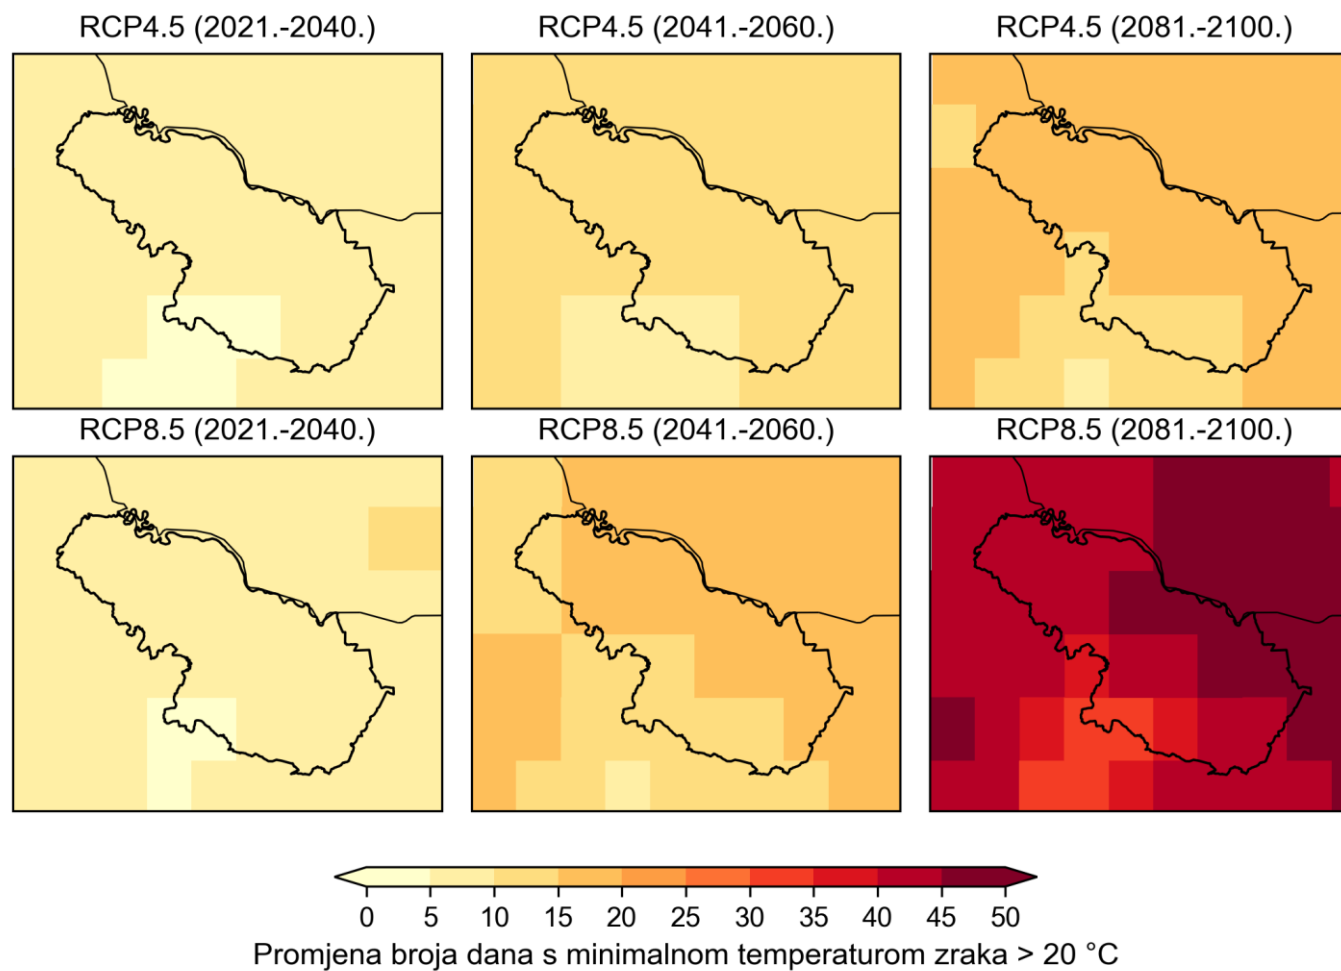 RCP4.5 (2021.-2040.) RCP4.5 (2041.-2060.) RCP4.5 (2081.-2100.)
RCP8.5 (2021.-2040.) RCP8.5 (2041.-2060.) RCP8.5 (2081.-2100.)
0 5 10 15 20 25 30 35 40 45 50
Promjena broja dana s minimalnom temperaturom zraka > 20 °C